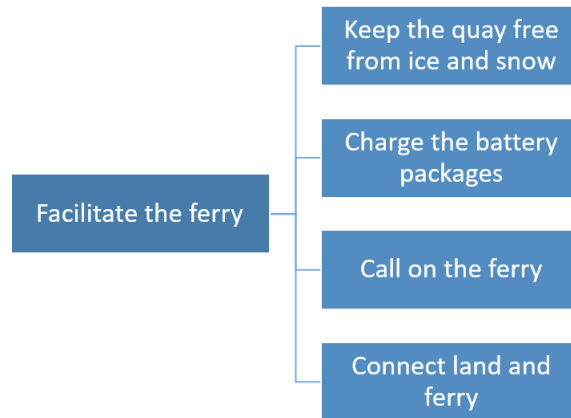 Keep the quay free
from ice and snow
Charge the battery
packages
Facilitate the ferry
Call on the ferry
Connect land and
ferry